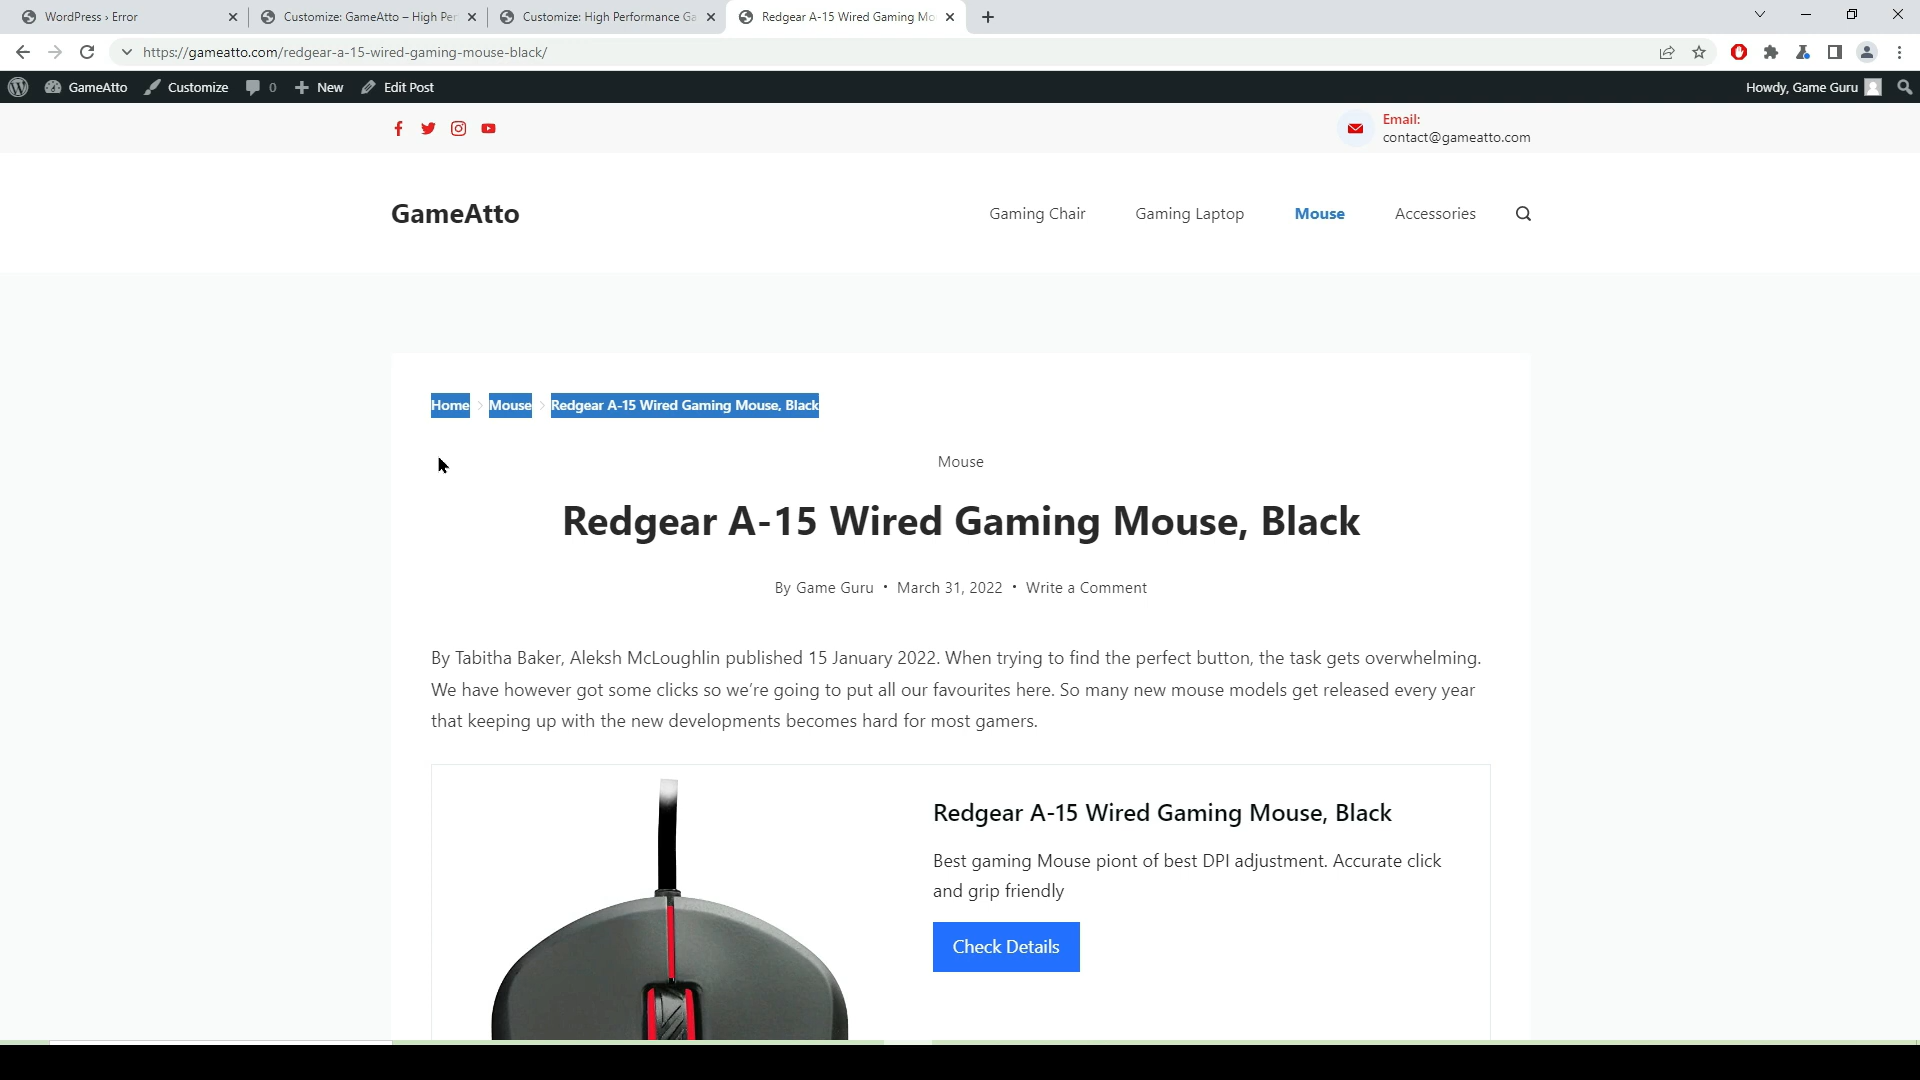 WordPress › Error
Customize: GameAtto – High Per
Customize: High Performance Ga
Redgear A-15 Wired Gaming Mo
https://gameatto.com/redgear-a-15-wired-gaming-mouse-black/
GameAtto Customize 0 New Edit Post Howdy, Game Guru
Email:
contact@gameatto.com
GameAtto Gaming Chair Gaming Laptop Mouse Accessories
Home Mouse Redgear A-15 Wired Gaming Mouse, Black
Mouse
Redgear A-15 Wired Gaming Mouse, Black
By Game Guru • March 31, 2022 • Write a Comment
By Tabitha Baker, Aleksh McLoughlin published 15 January 2022. When trying to find the perfect button, the task gets overwhelming.
We have however got some clicks so we're going to put all our favourites here. So many new mouse models get released every year
that keeping up with the new developments becomes hard for most gamers.
Redgear A-15 Wired Gaming Mouse, Black
Best gaming Mouse piont of best DPI adjustment. Accurate click
and grip friendly
Check Details